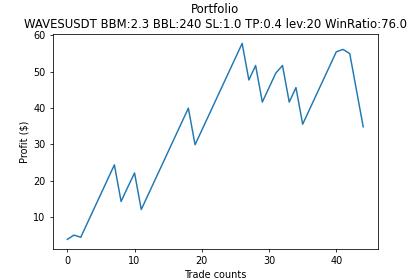 Portfolio
WAVESUSDT BBM:2.3 BBL:240 SL:1.0 TP:0.4 lev:20 WinRatio:76.0
60
50
40
30
20
10
Profit ($)
0
10
20
30
40
Trade counts